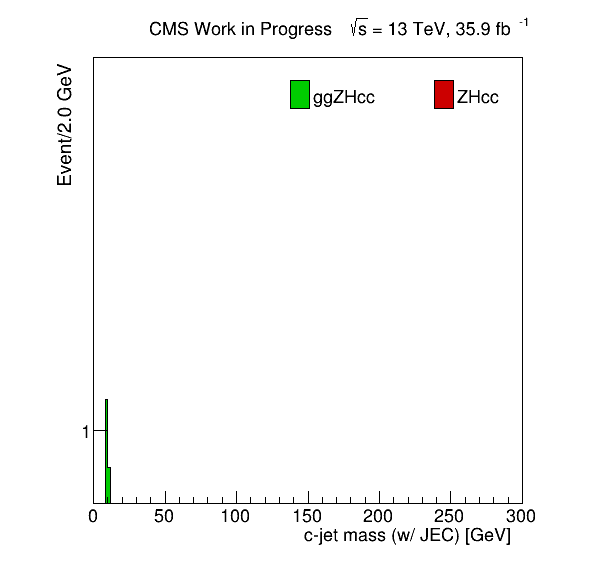 CMS Work in Progress √s = 13 TeV, 35.9 fb⁻¹
Event/2.0 GeV
ggZHcc ZHcc
1
0 50 100 150 200 250 300
c-jet mass (w/ JEC) [GeV]